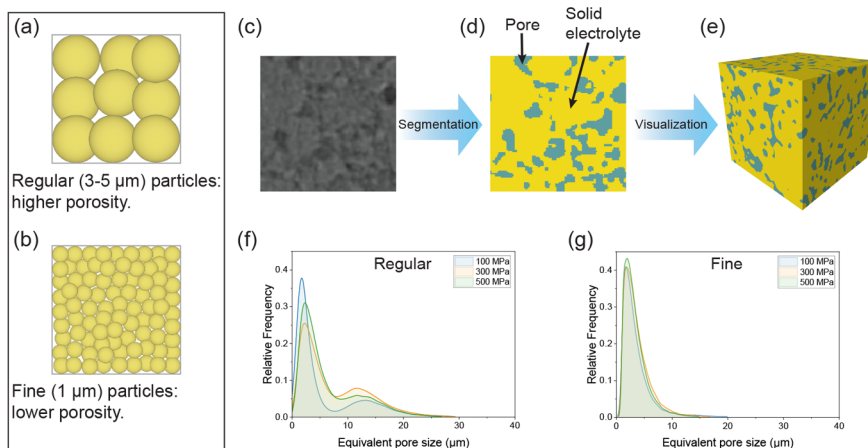 (a)
Regular (3-5 µm) particles:
higher porosity.
(b)
Fine (1 µm) particles:
lower porosity.
(c)
Segmentation
(d)
Pore
Solid
electrolyte
Visualization
(e)
(f)
Regular
100 MPa
300 MPa
500 MPa
Relative Frequency
0.4
0.3
0.2
0.1
0.0
0
10
20
30
40
Equivalent pore size (µm)
(g)
Fine
100 MPa
300 MPa
500 MPa
Relative Frequency
0.4
0.3
0.2
0.1
0.0
0
10
20
30
40
Equivalent pore size (µm)